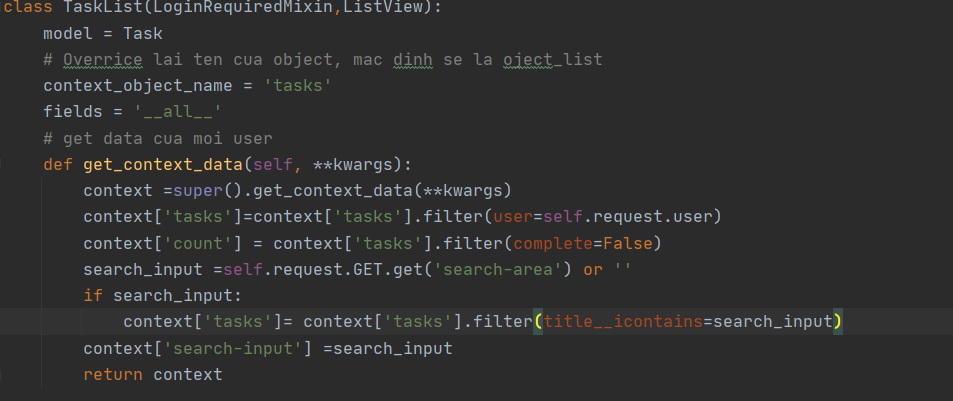 class TaskList(LoginRequiredMixin,ListView):
    model = Task
    # Overrice lai ten cua object, mac dinh se la oject_list
    context_object_name = 'tasks'
    fields = '__all__'
    # get data cua moi user
    def get_context_data(self, **kwargs):
        context =super().get_context_data(**kwargs)
        context['tasks']=context['tasks'].filter(user=self.request.user)
        context['count'] = context['tasks'].filter(complete=False)
        search_input =self.request.GET.get('search-area') or ''
        if search_input:
            context['tasks']= context['tasks'].filter(title__icontains=search_input)
        context['search-input'] =search_input
        return context